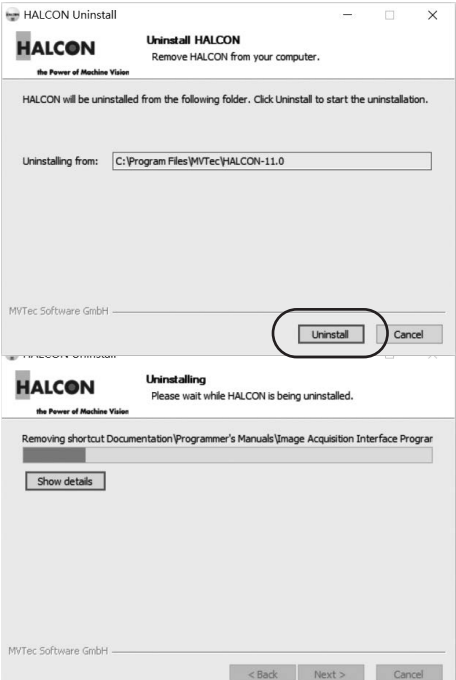 HALCON Uninstall
HALCON
the Power of Machine Vision
Uninstall HALCON
Remove HALCON from your computer.
HALCON will be uninstalled from the following folder. Click Uninstall to start the uninstallation.
Uninstalling from: C:\Program Files\MVTec\HALCON-11.0
MVTec Software GmbH
Uninstall Cancel
HALCON
the Power of Machine Vision
Uninstalling
Please wait while HALCON is being uninstalled.
Removing shortcut Documentation\Programmer's Manuals\Image Acquisition Interface Prograr
Show details
MVTec Software GmbH
< Back Next > Cancel